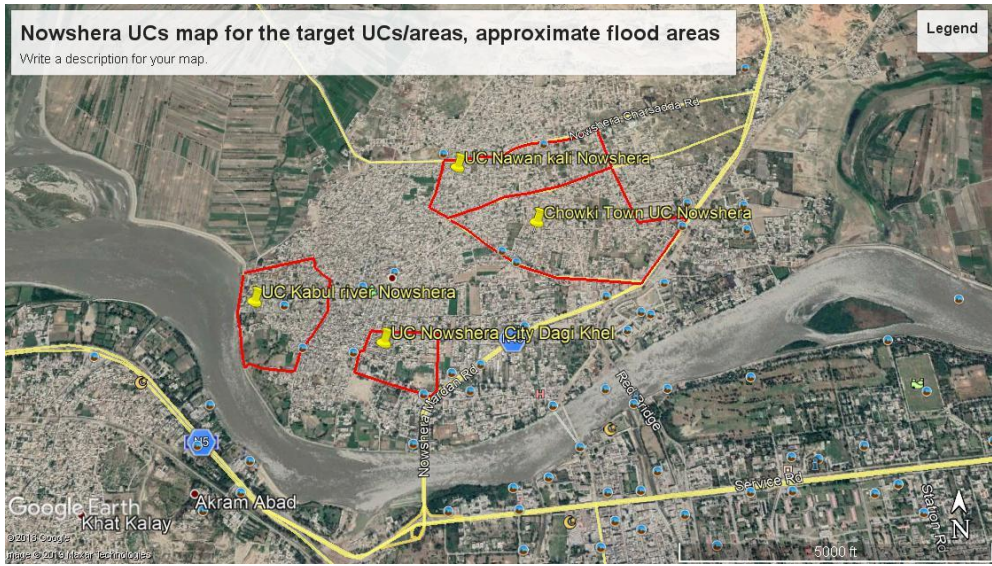 Nowshera UCs map for the target UCs/areas, approximate flood areas
Write a description for your map.
Legend
Nowshera Charsadda Rd
UC Nawan kali Nowshera
Chowki Town UC Nowshera
UC Kabul river Nowshera
UC Nowshera City Dagi Khel
Nowshera Mardan Rd
Red Bridge
N5
Service Rd
Station Rd
Akram Abad
Khat Kalay
Google Earth
© 2018 Google
Image © 2019 Maxar Technologies
N
5000 ft
H